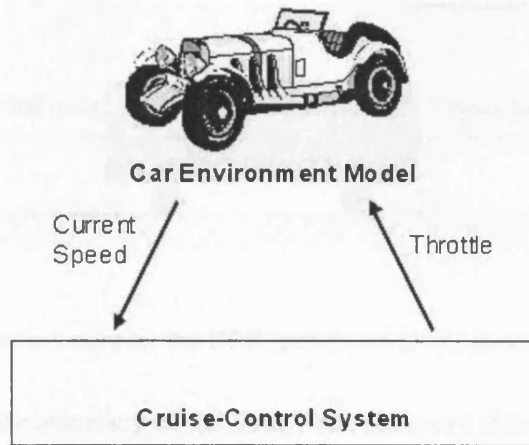 Car Environment Model
Current
Speed
Throttle
Cruise-Control System